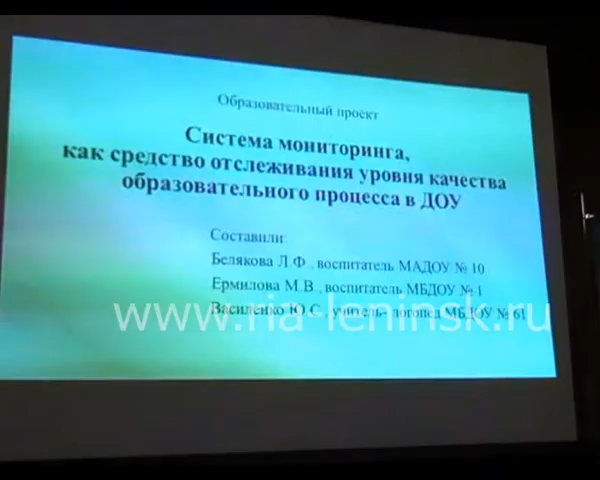 Образовательный проект
Система мониторинга,
как средство отслеживания уровня качества
образовательного процесса в ДОУ
Составили:
Белякова Л.Ф., воспитатель МАДОУ № 10
Ермилова М.В., воспитатель МБДОУ № 1
Василенко Ю.С., учитель- логопед МБДОУ № 61
www.ria-leninsk.ru